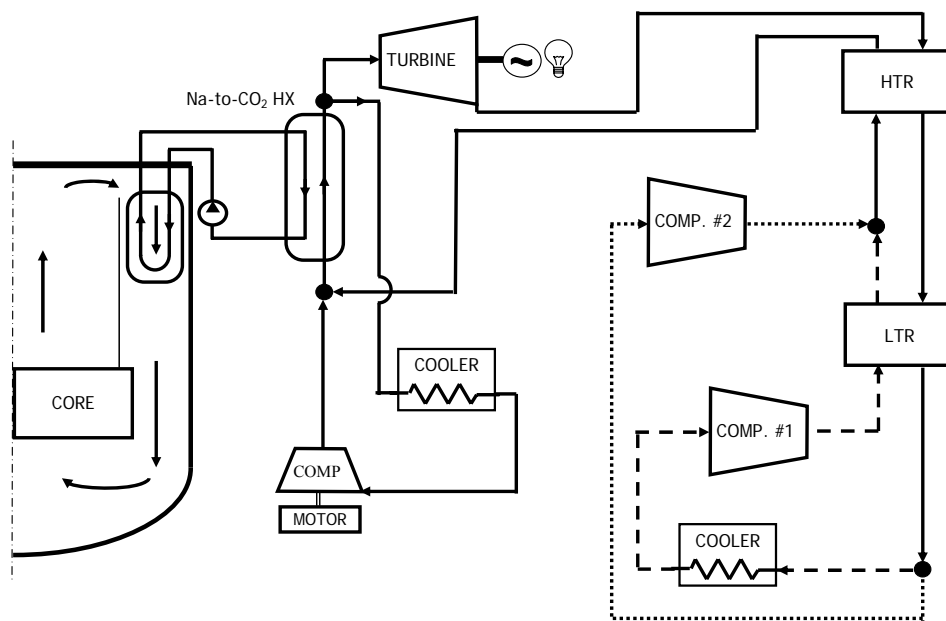 TURBINE
~
HTR
Na-to-CO₂ HX
COMP. #2
LTR
COOLER
CORE
COMP. #1
COMP
MOTOR
COOLER